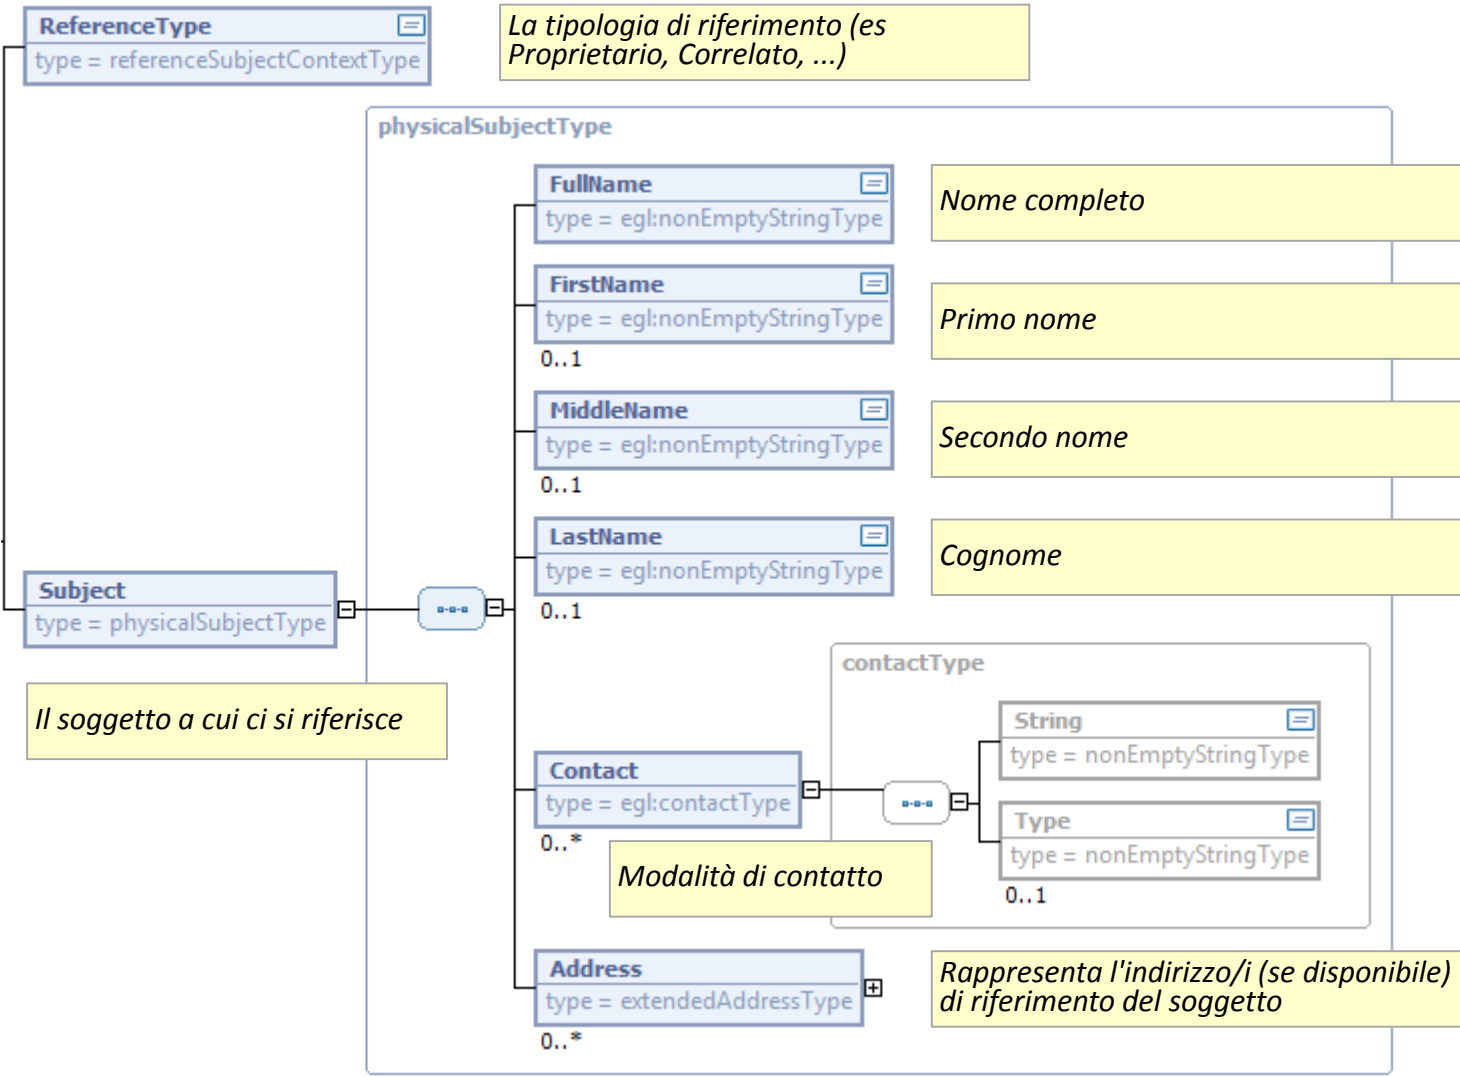 ReferenceType
type = referenceSubjectContextType
La tipologia di riferimento (es
Proprietario, Correlato, ...)
physicalSubjectType
FullName
type = egl:nonEmptyStringType
Nome completo
FirstName
type = egl:nonEmptyStringType
0..1
Primo nome
MiddleName
type = egl:nonEmptyStringType
0..1
Secondo nome
LastName
type = egl:nonEmptyStringType
0..1
Cognome
Subject
type = physicalSubjectType
Il soggetto a cui ci si riferisce
contactType
String
type = nonEmptyStringType
Contact
type = egl:contactType
0..*
Type
type = nonEmptyStringType
0..1
Modalità di contatto
Address
type = extendedAddressType
0..*
Rappresenta l'indirizzo/i (se disponibile)
di riferimento del soggetto